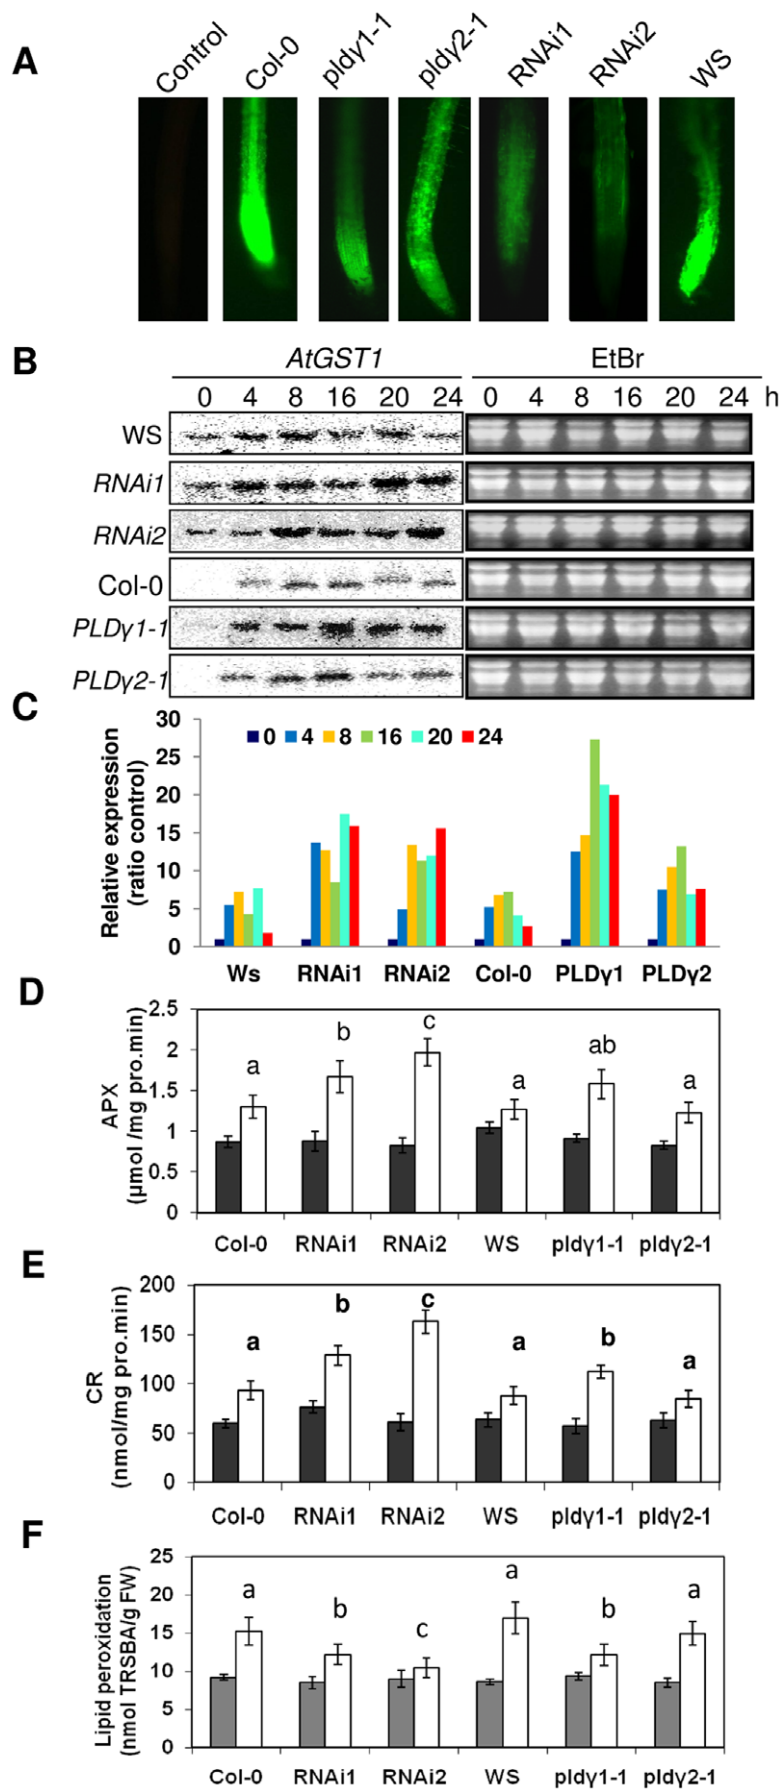 A
Control Col-0 pldγ1-1 pldγ2-1 RNAi1 RNAi2 WS
B
AtGST1 EtBr
0 4 8 16 20 24 0 4 8 16 20 24 h
WS
RNAi1
RNAi2
Col-0
PLDγ1-1
PLDγ2-1
C
Relative expression
(ratio control)
30
25
20
15
10
5
0
0 4 8 16 20 24
Ws RNAi1 RNAi2 Col-0 PLDγ1 PLDγ2
D
APX
(µmol /mg pro.min)
2.5
2
1.5
1
0.5
0
a b c a ab a
Col-0 RNAi1 RNAi2 WS pldγ1-1 pldγ2-1
E
CR
(nmol/mg pro.min)
200
150
100
50
0
a b c a b a
Col-0 RNAi1 RNAi2 WS pldγ1-1 pldγ2-1
F
Lipid peroxidation
(nmol TRSBA/g FW)
25
20
15
10
5
0
a b c a b a
Col-0 RNAi1 RNAi2 WS pldγ1-1 pldγ2-1